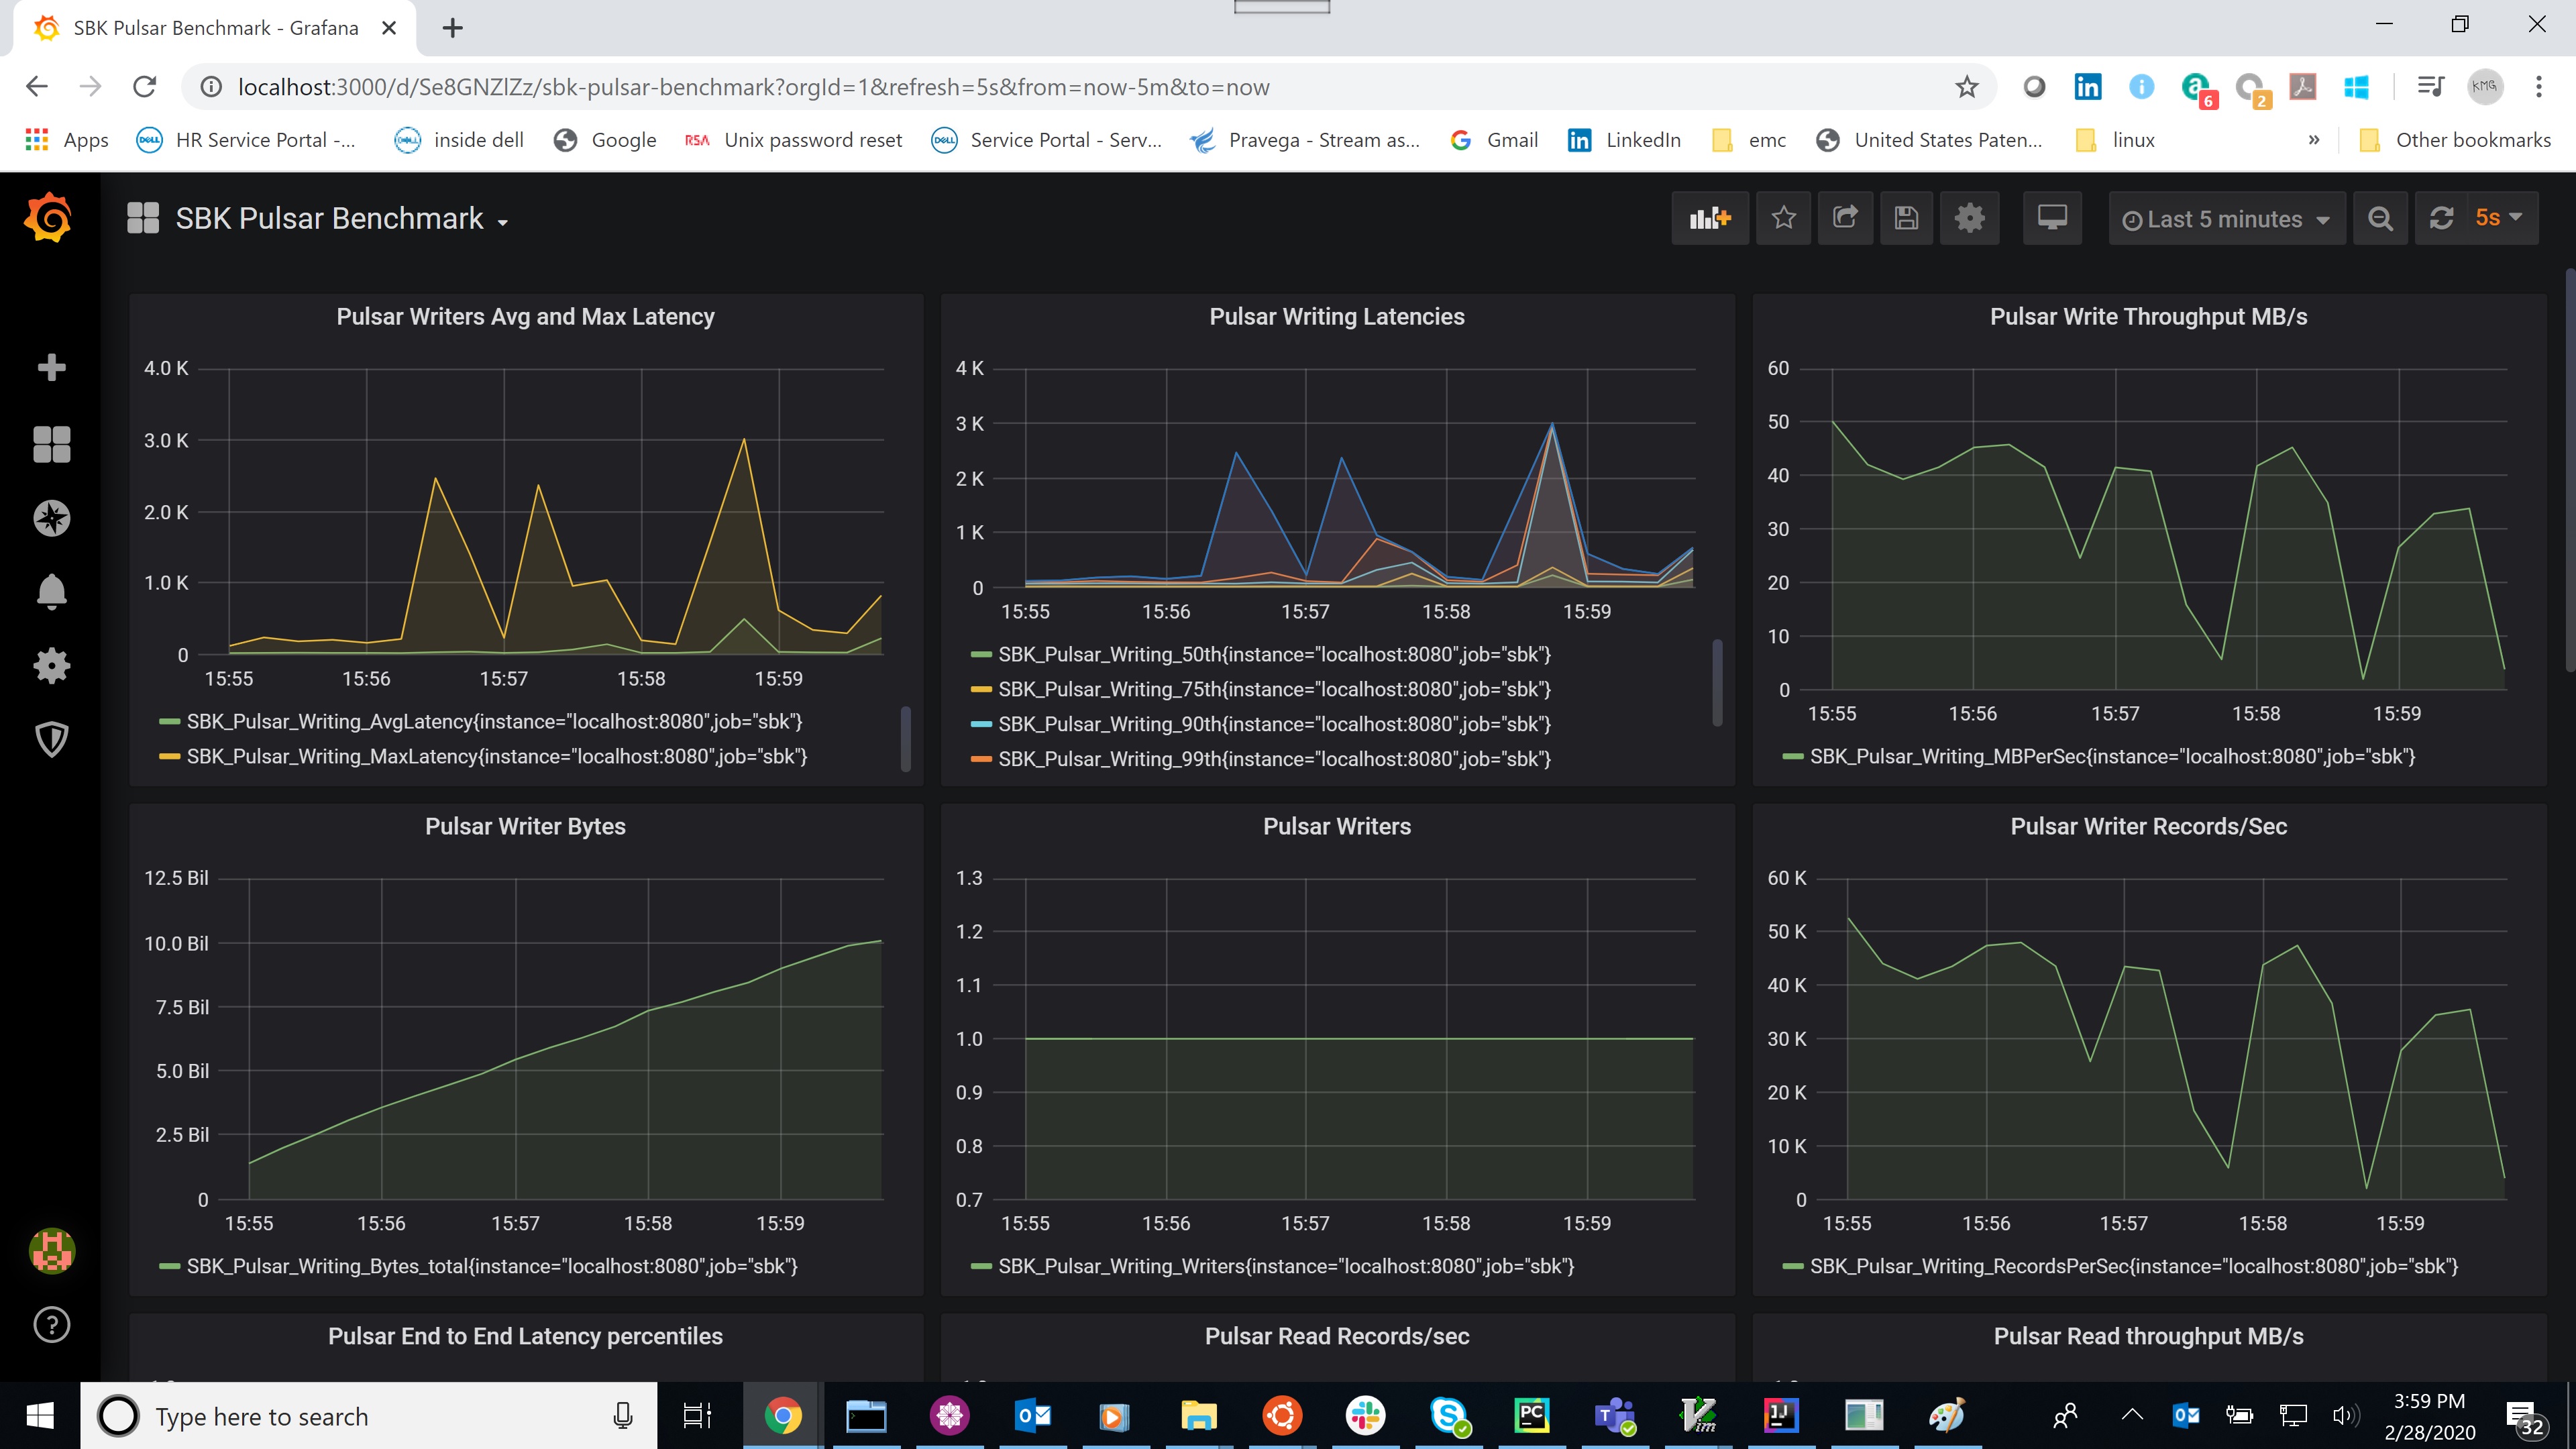 SBK Pulsar Benchmark - Grafana
localhost:3000/d/Se8GNZlZz/sbk-pulsar-benchmark?orgId=1&refresh=5s&from=now-5m&to=now
in
6
2
KMG
Apps
DELL
HR Service Portal -...
inside dell
Google
RSA
Unix password reset
DELL
Service Portal - Serv...
Pravega - Stream as...
Gmail
in
LinkedIn
emc
United States Paten...
linux
»
Other bookmarks
SBK Pulsar Benchmark
Last 5 minutes
5s
Pulsar Writers Avg and Max Latency
4.0 K
3.0 K
2.0 K
1.0 K
0
15:55 15:56 15:57 15:58 15:59
SBK_Pulsar_Writing_AvgLatency{instance="localhost:8080",job="sbk"}
SBK_Pulsar_Writing_MaxLatency{instance="localhost:8080",job="sbk"}
Pulsar Writing Latencies
4 K
3 K
2 K
1 K
0
15:55 15:56 15:57 15:58 15:59
SBK_Pulsar_Writing_50th{instance="localhost:8080",job="sbk"}
SBK_Pulsar_Writing_75th{instance="localhost:8080",job="sbk"}
SBK_Pulsar_Writing_90th{instance="localhost:8080",job="sbk"}
SBK_Pulsar_Writing_99th{instance="localhost:8080",job="sbk"}
Pulsar Write Throughput MB/s
60
50
40
30
20
10
0
15:55 15:56 15:57 15:58 15:59
SBK_Pulsar_Writing_MBPerSec{instance="localhost:8080",job="sbk"}
Pulsar Writer Bytes
12.5 Bil
10.0 Bil
7.5 Bil
5.0 Bil
2.5 Bil
0
15:55 15:56 15:57 15:58 15:59
SBK_Pulsar_Writing_Bytes_total{instance="localhost:8080",job="sbk"}
Pulsar Writers
1.3
1.2
1.1
1.0
0.9
0.8
0.7
15:55 15:56 15:57 15:58 15:59
SBK_Pulsar_Writing_Writers{instance="localhost:8080",job="sbk"}
Pulsar Writer Records/Sec
60 K
50 K
40 K
30 K
20 K
10 K
0
15:55 15:56 15:57 15:58 15:59
SBK_Pulsar_Writing_RecordsPerSec{instance="localhost:8080",job="sbk"}
Pulsar End to End Latency percentiles
Pulsar Read Records/sec
Pulsar Read throughput MB/s
Type here to search
3:59 PM
2/28/2020
32